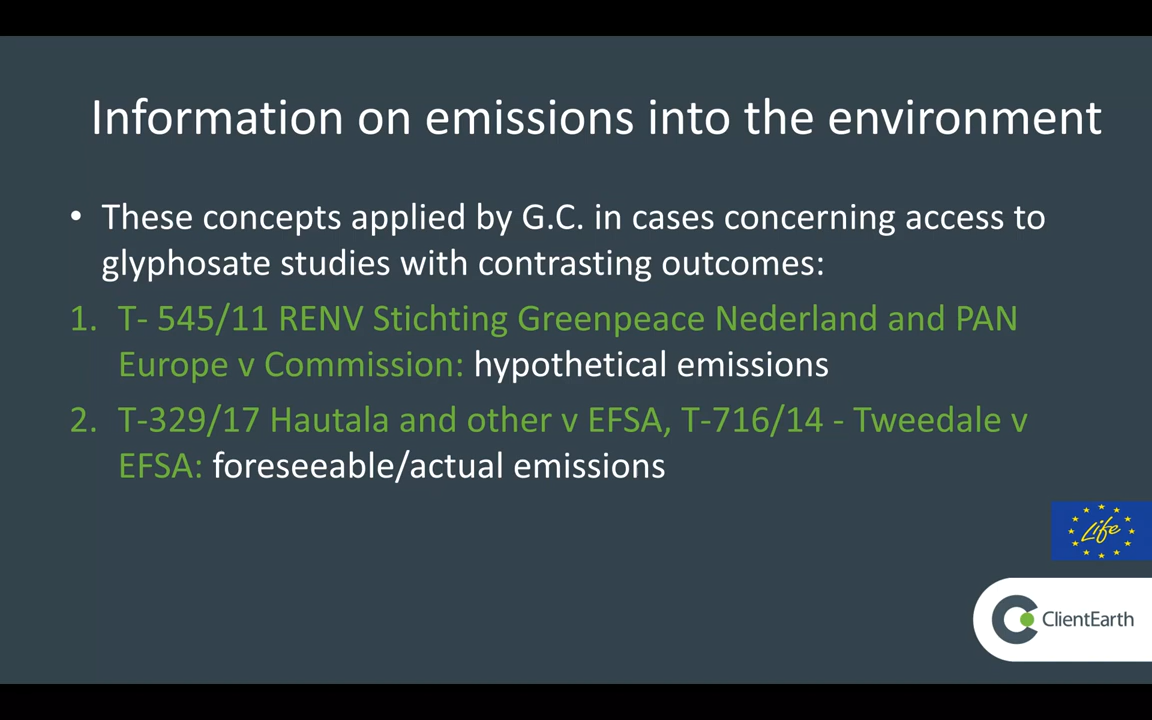 Information on emissions into the environment
• These concepts applied by G.C. in cases concerning access to
glyphosate studies with contrasting outcomes:
1. T- 545/11 RENV Stichting Greenpeace Nederland and PAN
Europe v Commission: hypothetical emissions
2. T-329/17 Hautala and other v EFSA, T-716/14 - Tweedale v
EFSA: foreseeable/actual emissions
Life
ClientEarth